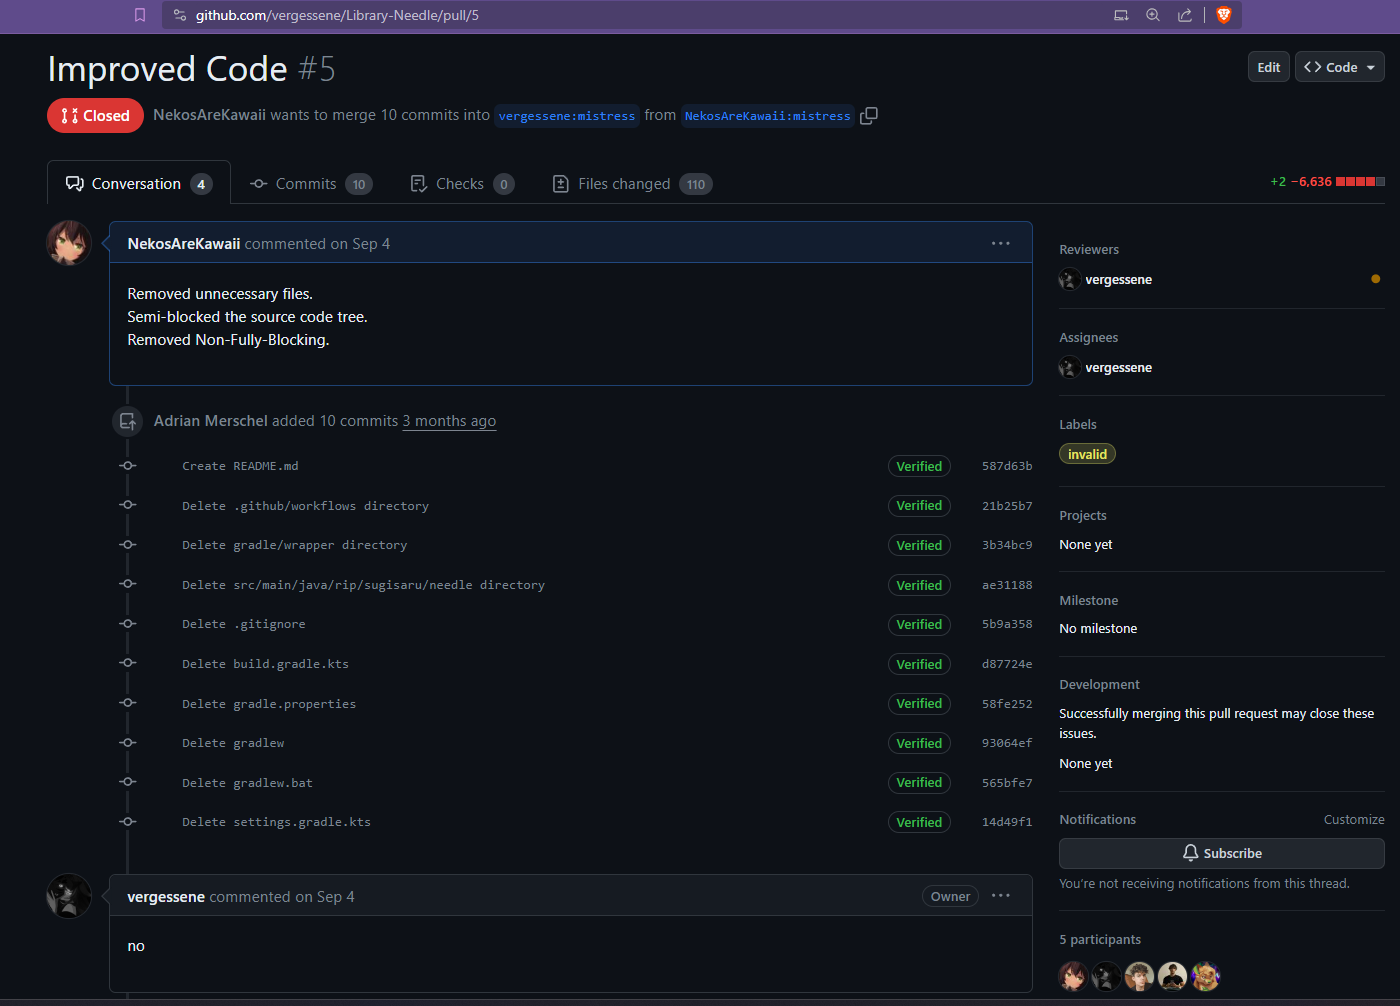 github.com/vergessene/Library-Needle/pull/5
Improved Code #5
Edit
<> Code
Closed
NekosAreKawaii wants to merge 10 commits into vergessene:mistress from NekosAreKawaii:mistress
Conversation 4
Commits 10
Checks 0
Files changed 110
+2 −6,636
NekosAreKawaii commented on Sep 4
Removed unnecessary files.
Semi-blocked the source code tree.
Removed Non-Fully-Blocking.
Adrian Merschel added 10 commits 3 months ago
Create README.md Verified 587d63b
Delete .github/workflows directory Verified 21b25b7
Delete gradle/wrapper directory Verified 3b34bc9
Delete src/main/java/rip/sugisaru/needle directory Verified ae31188
Delete .gitignore Verified 5b9a358
Delete build.gradle.kts Verified d87724e
Delete gradle.properties Verified 58fe252
Delete gradlew Verified 93064ef
Delete gradlew.bat Verified 565bfe7
Delete settings.gradle.kts Verified 14d49f1
vergessene commented on Sep 4
Owner
no
Reviewers
vergessene
Assignees
vergessene
Labels
invalid
Projects
None yet
Milestone
No milestone
Development
Successfully merging this pull request may close these
issues.
None yet
Notifications
Customize
Subscribe
You're not receiving notifications from this thread.
5 participants